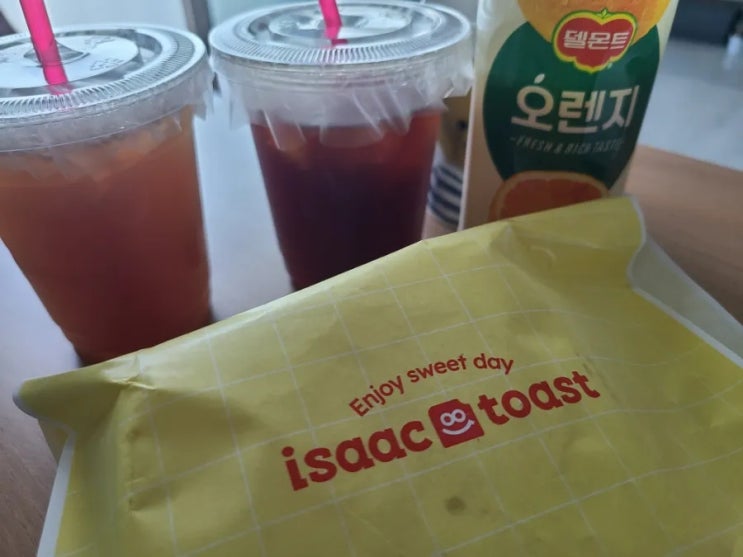 델몬트
오렌지
-FRESH & RICH TASTE-
Enjoy sweet day
isaac toast